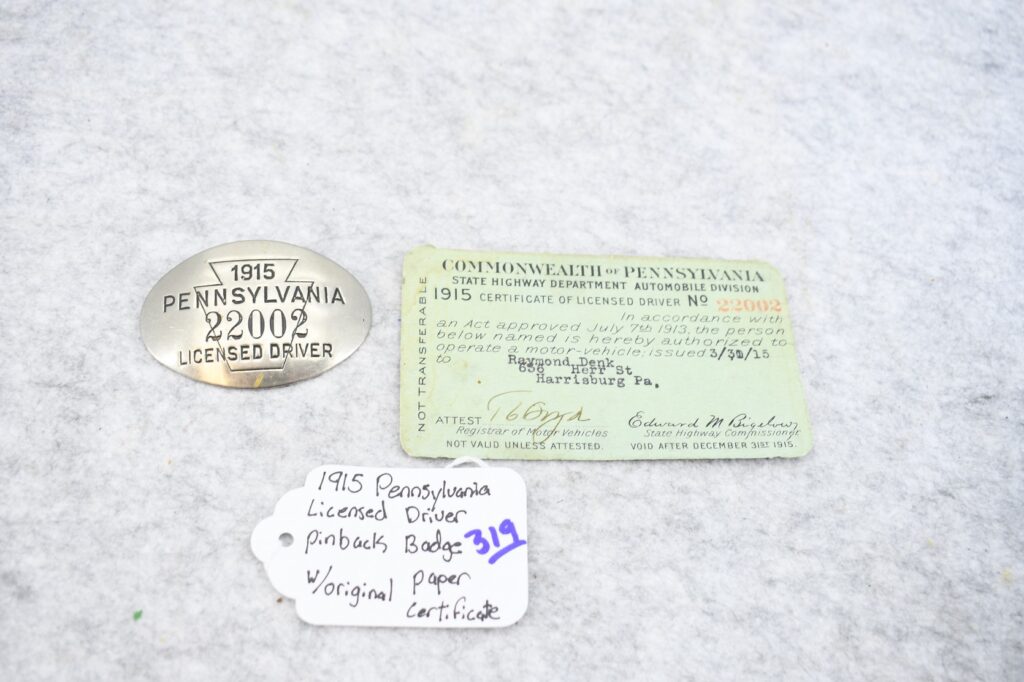 1915
PENNSYLVANIA
22002
LICENSED DRIVER
NOT TRANSFERABLE
COMMONWEALTH OF PENNSYLVANIA
STATE HIGHWAY DEPARTMENT AUTOMOBILE DIVISION
1915 CERTIFICATE OF LICENSED DRIVER No 22002
In accordance with
an Act approved July 7th 1913, the person
below named is hereby authorized to
operate a motor-vehicle; issued 3/31/15
to Raymond Denk
Herr St
Harrisburg Pa.
ATTEST
Registrar of Motor Vehicles
NOT VALID UNLESS ATTESTED.
Edward M Bigelow
State Highway Commissioner
VOID AFTER DECEMBER 31ST 1915.
1915 Pennsylvania
Licensed Driver
pinback Badge 319
w/original paper
certificate